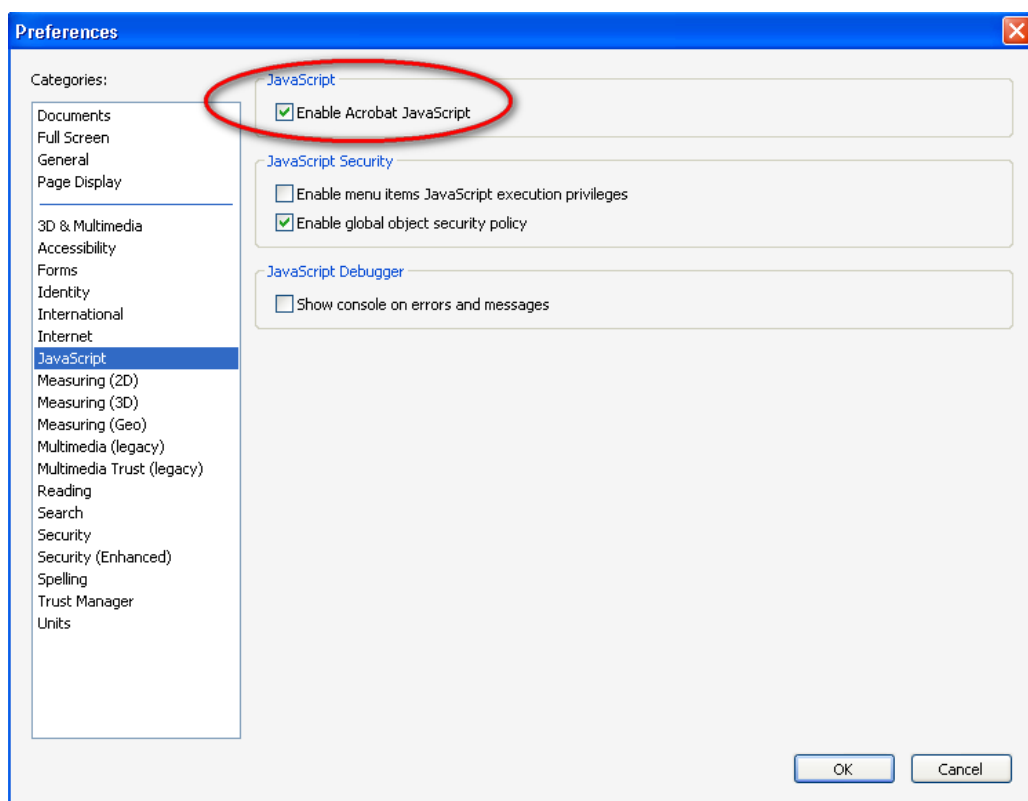 Preferences
Categories:
Documents
Full Screen
General
Page Display
3D & Multimedia
Accessibility
Forms
Identity
International
Internet
JavaScript
Measuring (2D)
Measuring (3D)
Measuring (Geo)
Multimedia (legacy)
Multimedia Trust (legacy)
Reading
Search
Security
Security (Enhanced)
Spelling
Trust Manager
Units
JavaScript
Enable Acrobat JavaScript
JavaScript Security
Enable menu items JavaScript execution privileges
Enable global object security policy
JavaScript Debugger
Show console on errors and messages
OK
Cancel